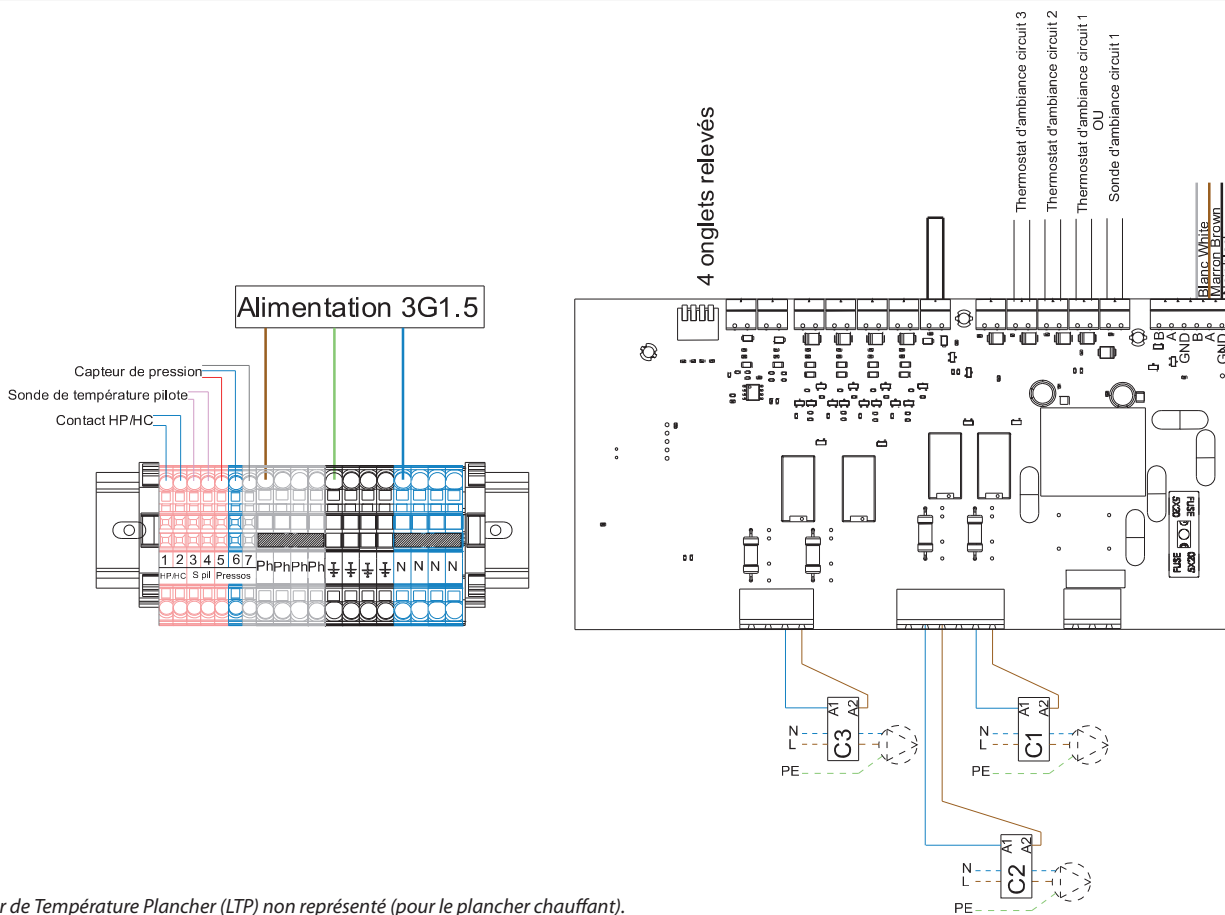 4 onglets relevés
Thermostat d'ambiance circuit 3
Thermostat d'ambiance circuit 2
Thermostat d'ambiance circuit 1
OU
Sonde d'ambiance circuit 1
Blanc White
Marron Brown
Alimentation 3G1.5
Capteur de pression
Sonde de température pilote
Contact HP/HC
B
A
GND
B
A
GND
FUSE
5X20
FUSE
5X20
1 2 3 4 5 6 7
HP/HC S pil Pressos
Ph Ph Ph Ph
N N N N
A1 A2
C3
N
L
PE
A1 A2
C1
N
L
PE
A1 A2
C2
N
L
PE
r de Température Plancher (LTP) non représenté (pour le plancher chauffant).